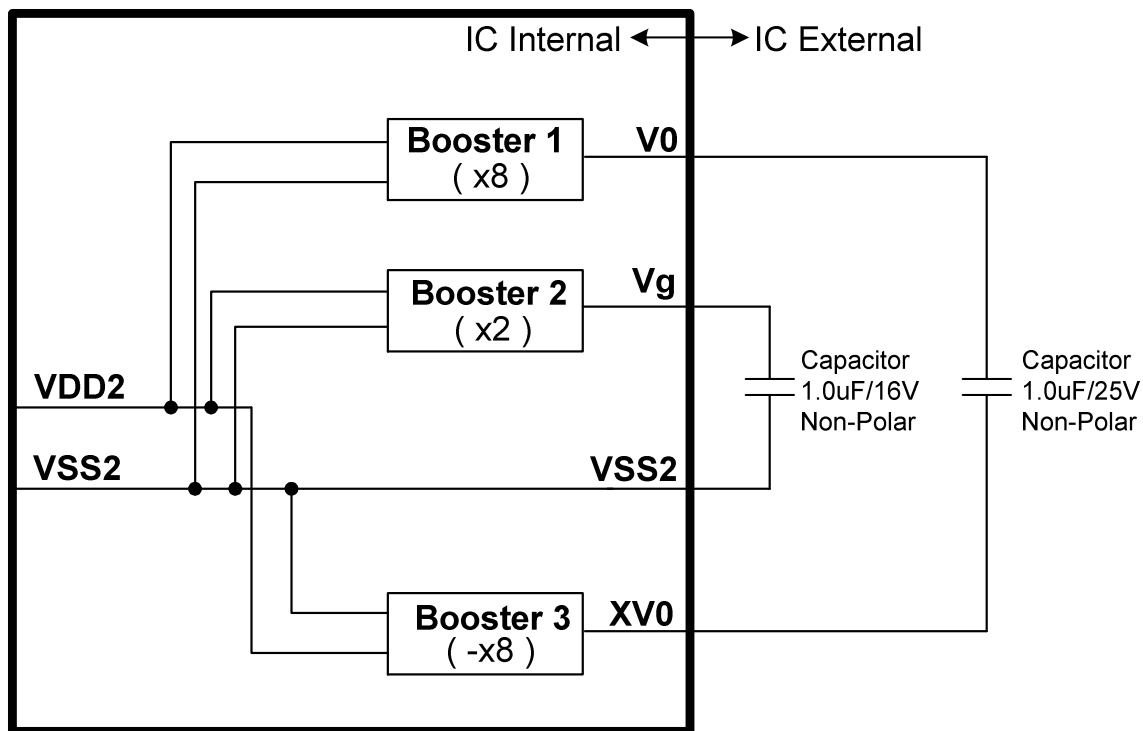 IC Internal IC External
Booster 1
( x8 )
V0
Booster 2
( x2 )
Vg
Capacitor
1.0uF/16V
Non-Polar
Capacitor
1.0uF/25V
Non-Polar
VDD2
VSS2
VSS2
Booster 3
( -x8 )
XV0